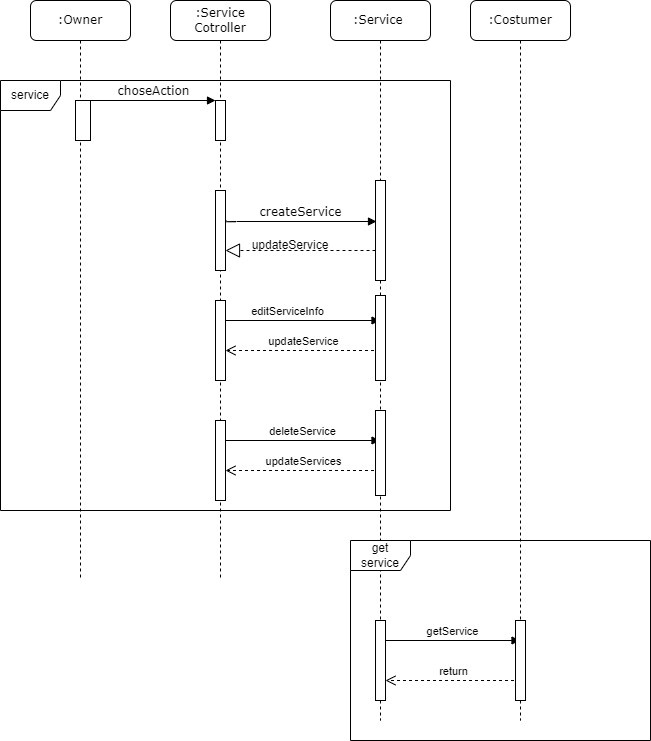 :Owner
:Service
Cotroller
:Service
:Costumer
service
choseAction
createService
updateService
editServiceInfo
updateService
deleteService
updateServices
get
service
getService
return